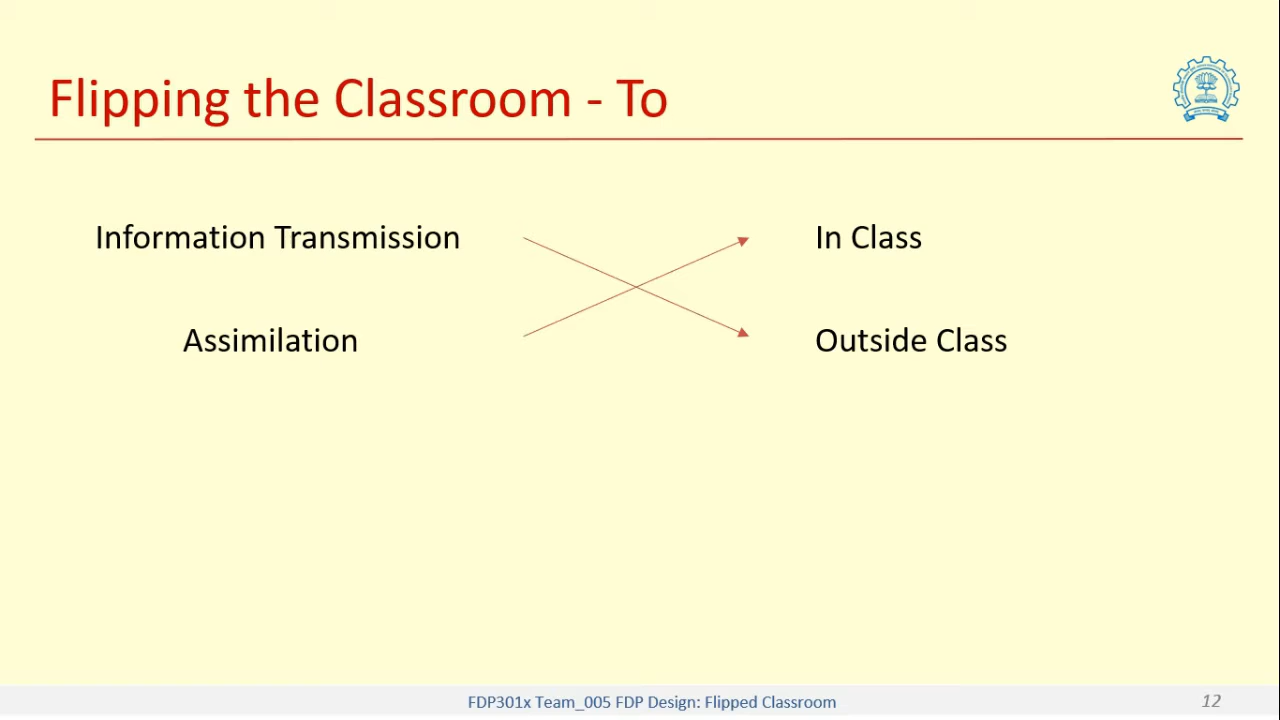 Flipping the Classroom - To
Information Transmission
In Class
Assimilation
Outside Class
FDP301x Team_005 FDP Design: Flipped Classroom
12